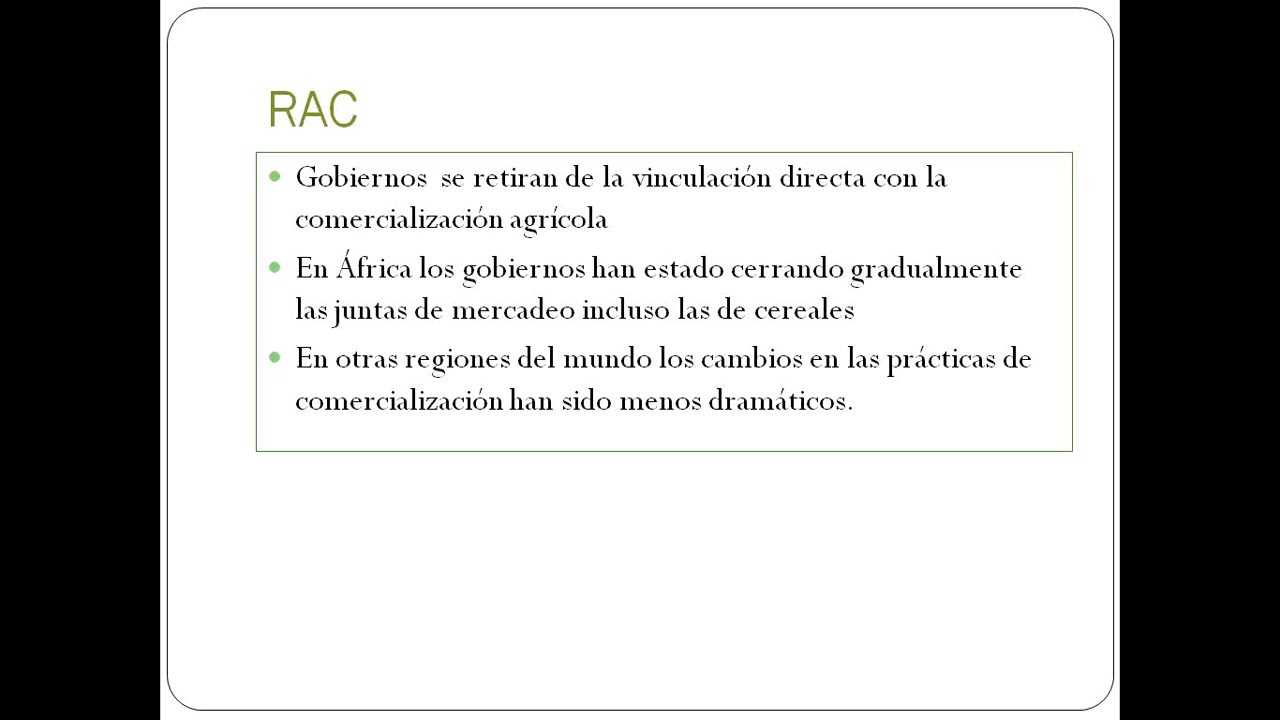 RAC
Gobiernos  se retiran de la vinculación directa con la
comercialización agrícola
En África los gobiernos han estado cerrando gradualmente
las juntas de mercadeo incluso las de cereales
En otras regiones del mundo los cambios en las prácticas de
comercialización han sido menos dramáticos.